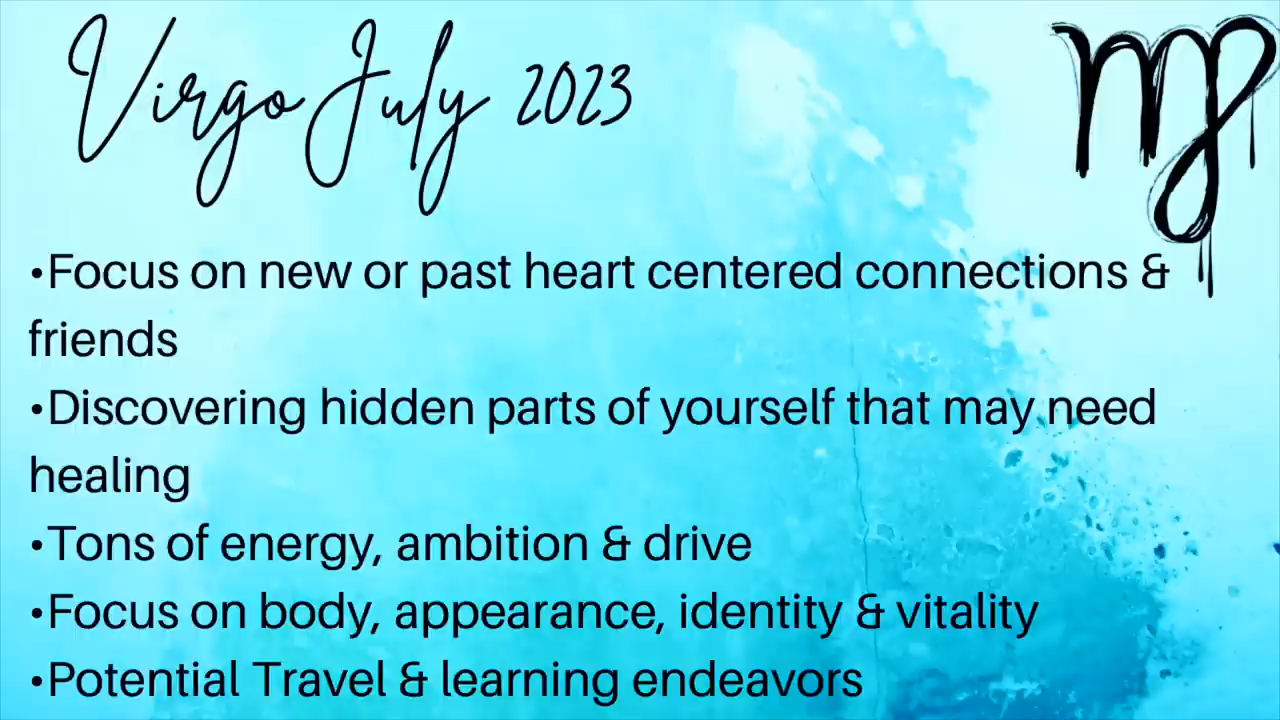 Virgo July 2023
•Focus on new or past heart centered connections &
friends
•Discovering hidden parts of yourself that may need
healing
•Tons of energy, ambition & drive
•Focus on body, appearance, identity & vitality
•Potential Travel & learning endeavors